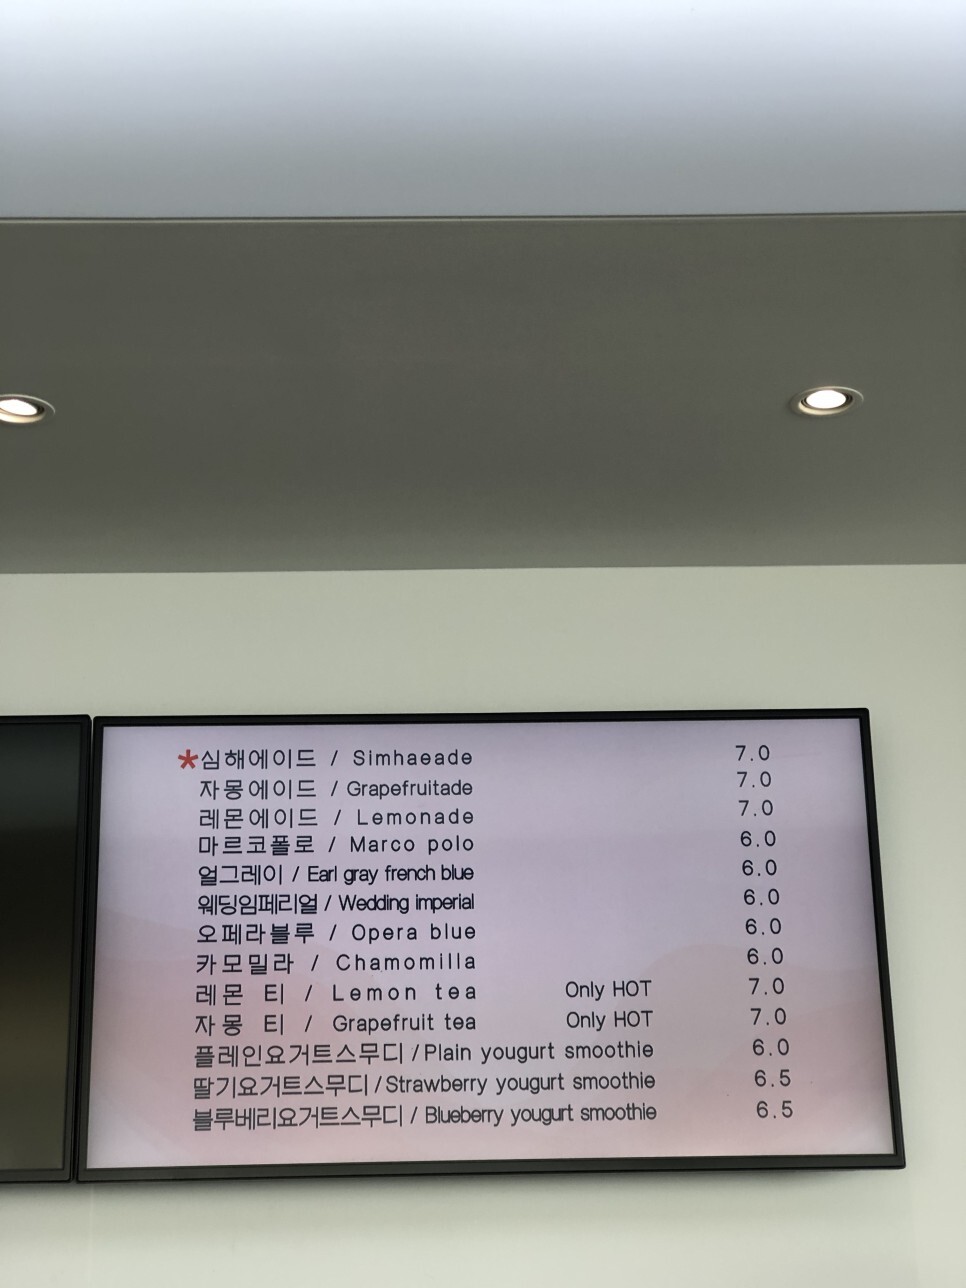 *심해에이드 / Simhaeade 7.0
자몽에이드 / Grapefruitade 7.0
레몬에이드 / Lemonade 7.0
마르코폴로 / Marco polo 6.0
얼그레이 / Earl gray french blue 6.0
웨딩임페리얼 / Wedding imperial 6.0
오페라블루 / Opera blue 6.0
카모밀라 / Chamomilla 6.0
레몬 티 / Lemon tea Only HOT 7.0
자몽 티 / Grapefruit tea Only HOT 7.0
플레인요거트스무디 / Plain yougurt smoothie 6.0
딸기요거트스무디 / Strawberry yougurt smoothie 6.5
블루베리요거트스무디 / Blueberry yougurt smoothie 6.5